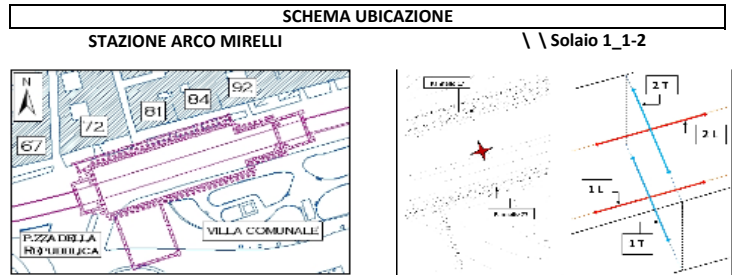 SCHEMA UBICAZIONE
STAZIONE ARCO MIRELLI
\ \ Solaio 1_1-2
N
92
84
81
72
67
P.ZZA DELLA
REPUBBLICA
VILLA COMUNALE
2 T
2 L
1 L
1 T